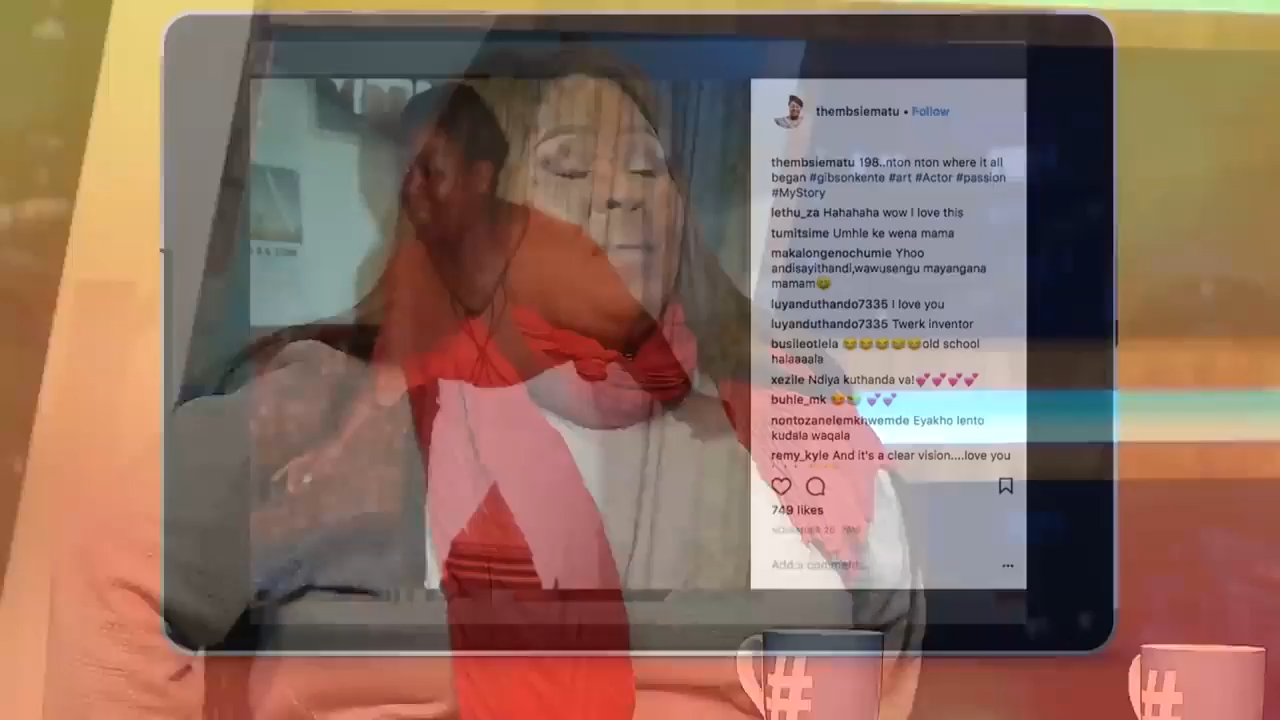 thembsiematu • Follow
thembsiematu 198..nton nton where it all
began #gibsonkente #art #Actor #passion
#MyStory
lethu_za Hahahaha wow I love this
tumitsime Umhle ke wena mama
makalongenochumie Yhoo
andisayithandi,wawusengu mayangana
mamam
luyanduthando7335 I love you
luyanduthando7335 Twerk inventor
busileotlela 😂😂😂😂😂old school
halaaaala
xezile Ndiya kuthanda va!💕💕💕💕
buhle_mk 💕💕
nontozanelemkhwemde Eyakho lento
kudala waqala
remy_kyle And it's a clear vision....love you
749 likes
Add a comment...
#
#